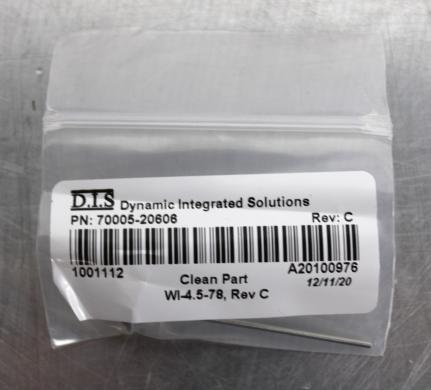 D.I.S Dynamic Integrated Solutions
PN: 70005-20606 Rev: C
1001112 A20100976
Clean Part 12/11/20
WI-4.5-78, Rev C